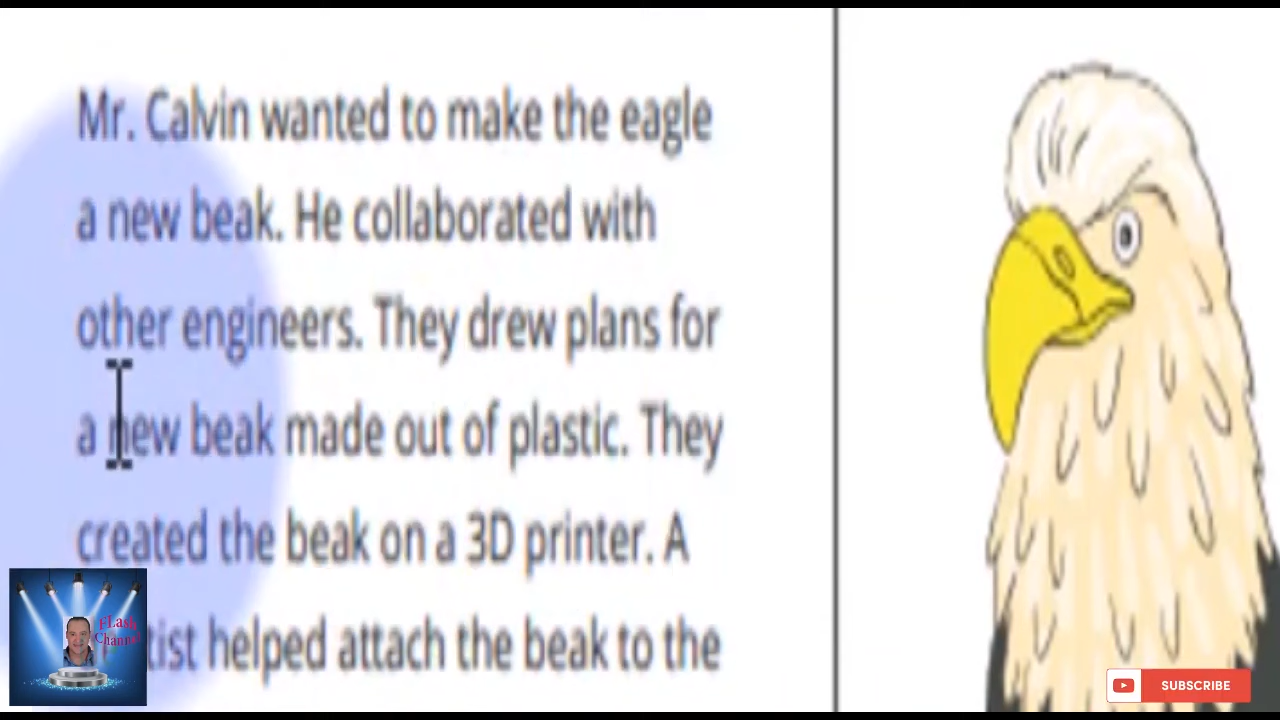 Mr. Calvin wanted to make the eagle
a new beak. He collaborated with
other engineers. They drew plans for
a new beak made out of plastic. They
created the beak on a 3D printer. A
helped attach the beak to the
FLash
Channel
SUBSCRIBE